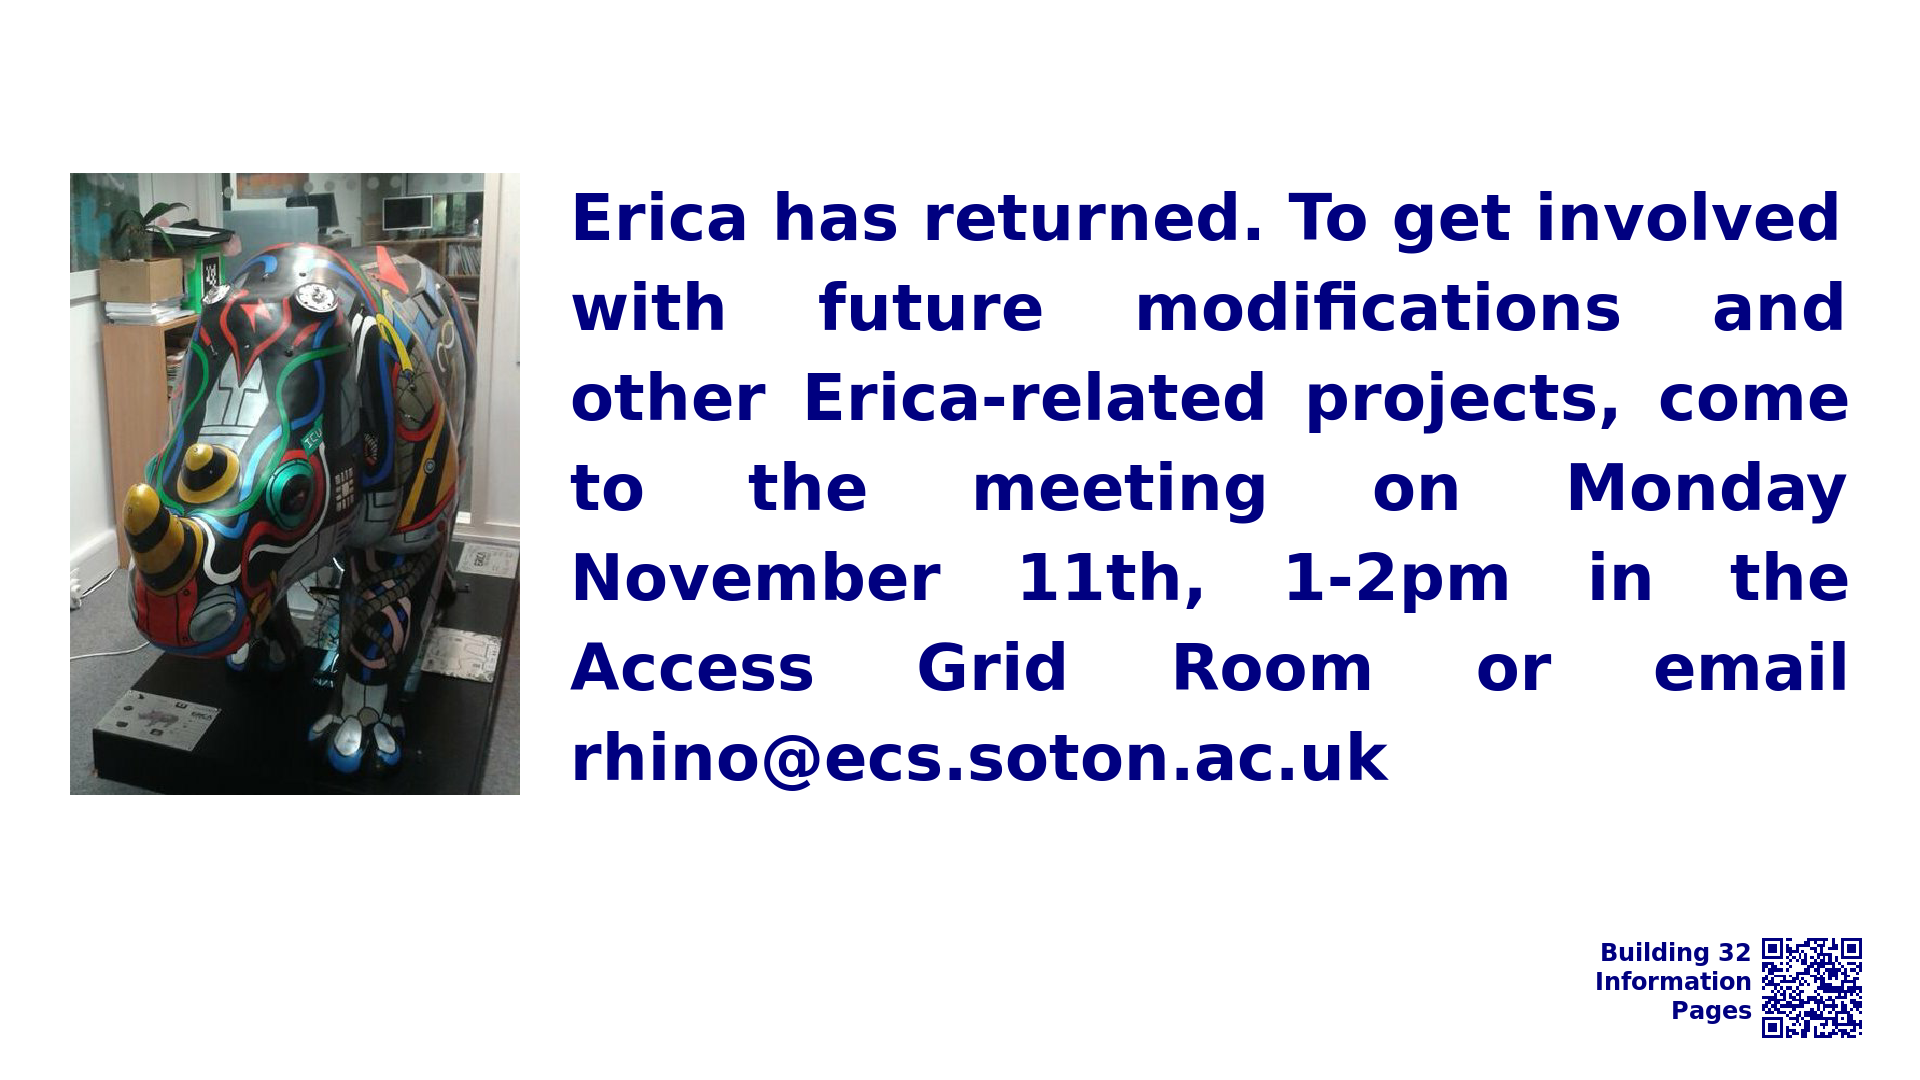 Erica has returned. To get involved
with future modifications and
other Erica-related projects, come
to the meeting on Monday
November 11th, 1-2pm in the
Access Grid Room or email
rhino@ecs.soton.ac.uk
ICU
Building 32
Information
Pages